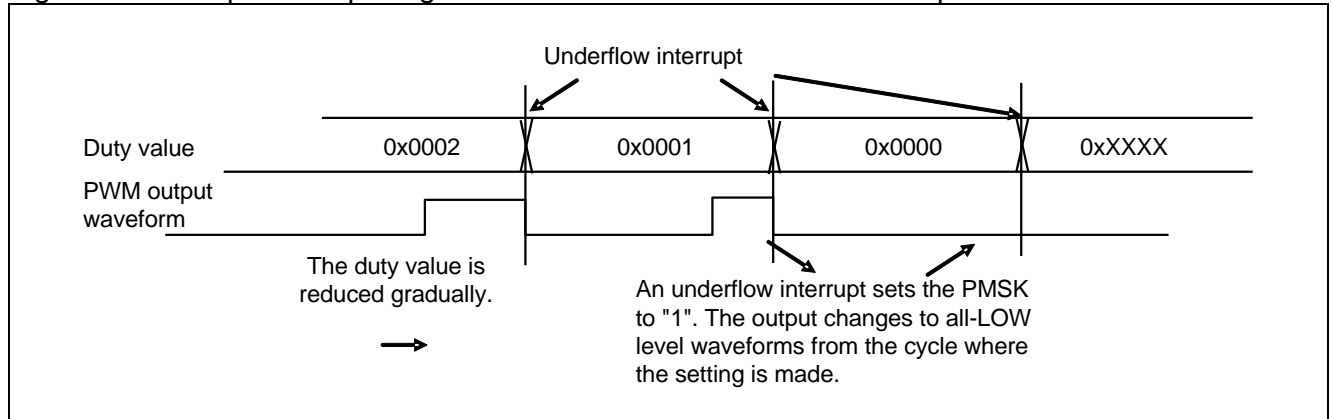 Underflow interrupt
Duty value
0x0002
0x0001
0x0000
0xXXXX
PWM output
waveform
The duty value is
reduced gradually.
An underflow interrupt sets the PMSK
to "1". The output changes to all-LOW
level waveforms from the cycle where
the setting is made.